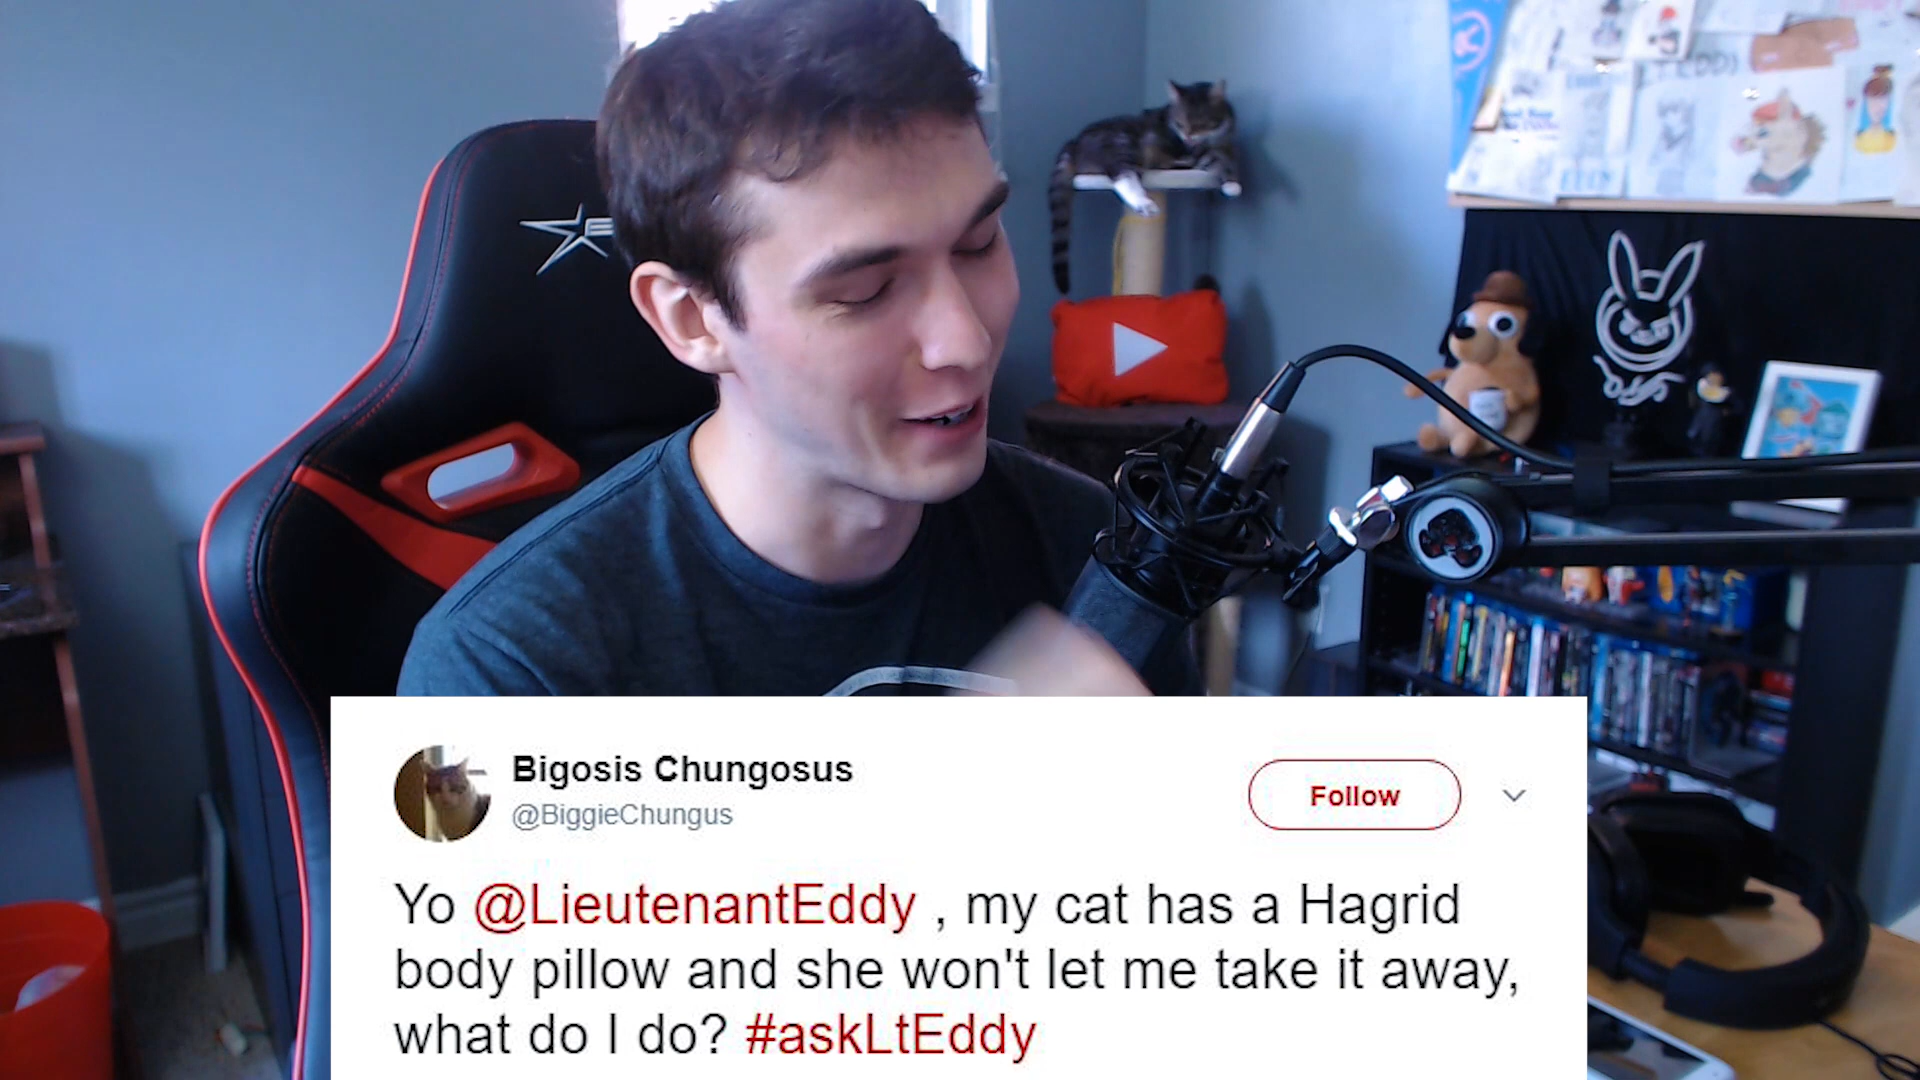 Bigosis Chungosus
@BiggieChungus
Follow
Yo @LieutenantEddy , my cat has a Hagrid
body pillow and she won't let me take it away,
what do I do? #askLtEddy